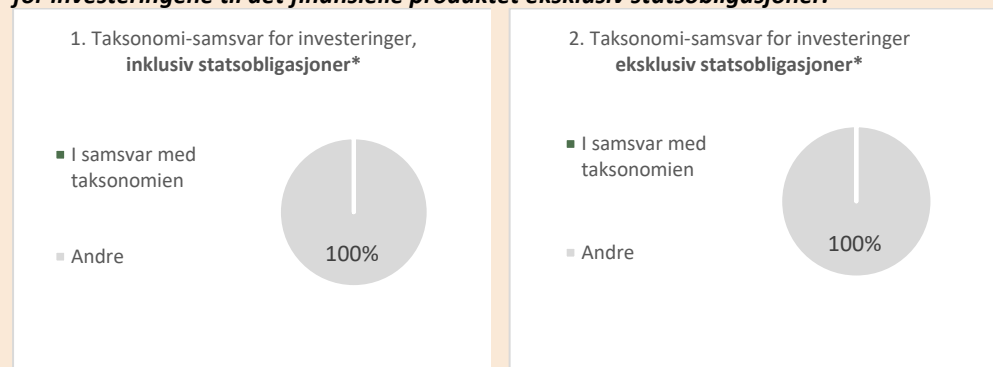 for investeringene til det finansielle produktet eksklusiv statsobligasjoner.
1. Taksonomi-samsvar for investeringer,
inklusiv statsobligasjoner*
I samsvar med
taksonomien
Andre
100%
2. Taksonomi-samsvar for investeringer
eksklusiv statsobligasjoner*
I samsvar med
taksonomien
Andre
100%